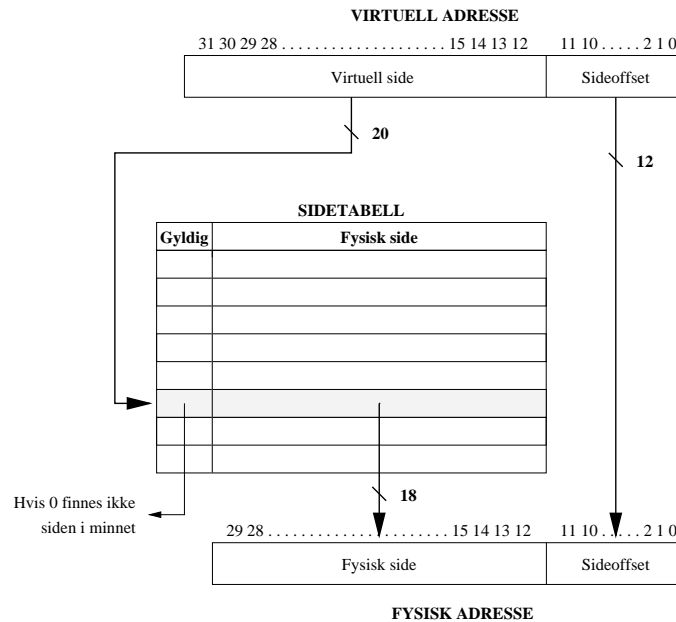 VIRTUELL ADRESSE
31 30 29 28 . . . . . . . . . . . . . . . . . . . . . 15 14 13 12 11 10 . . . . . 2 1 0
Virtuell side Sideoffset
20
12
SIDETABELL
Gyldig Fysisk side
18
Hvis 0 finnes ikke
siden i minnet
29 28 . . . . . . . . . . . . . . . . . . . . . . . 15 14 13 12 11 10 . . . . . 2 1 0
Fysisk side Sideoffset
FYSISK ADRESSE